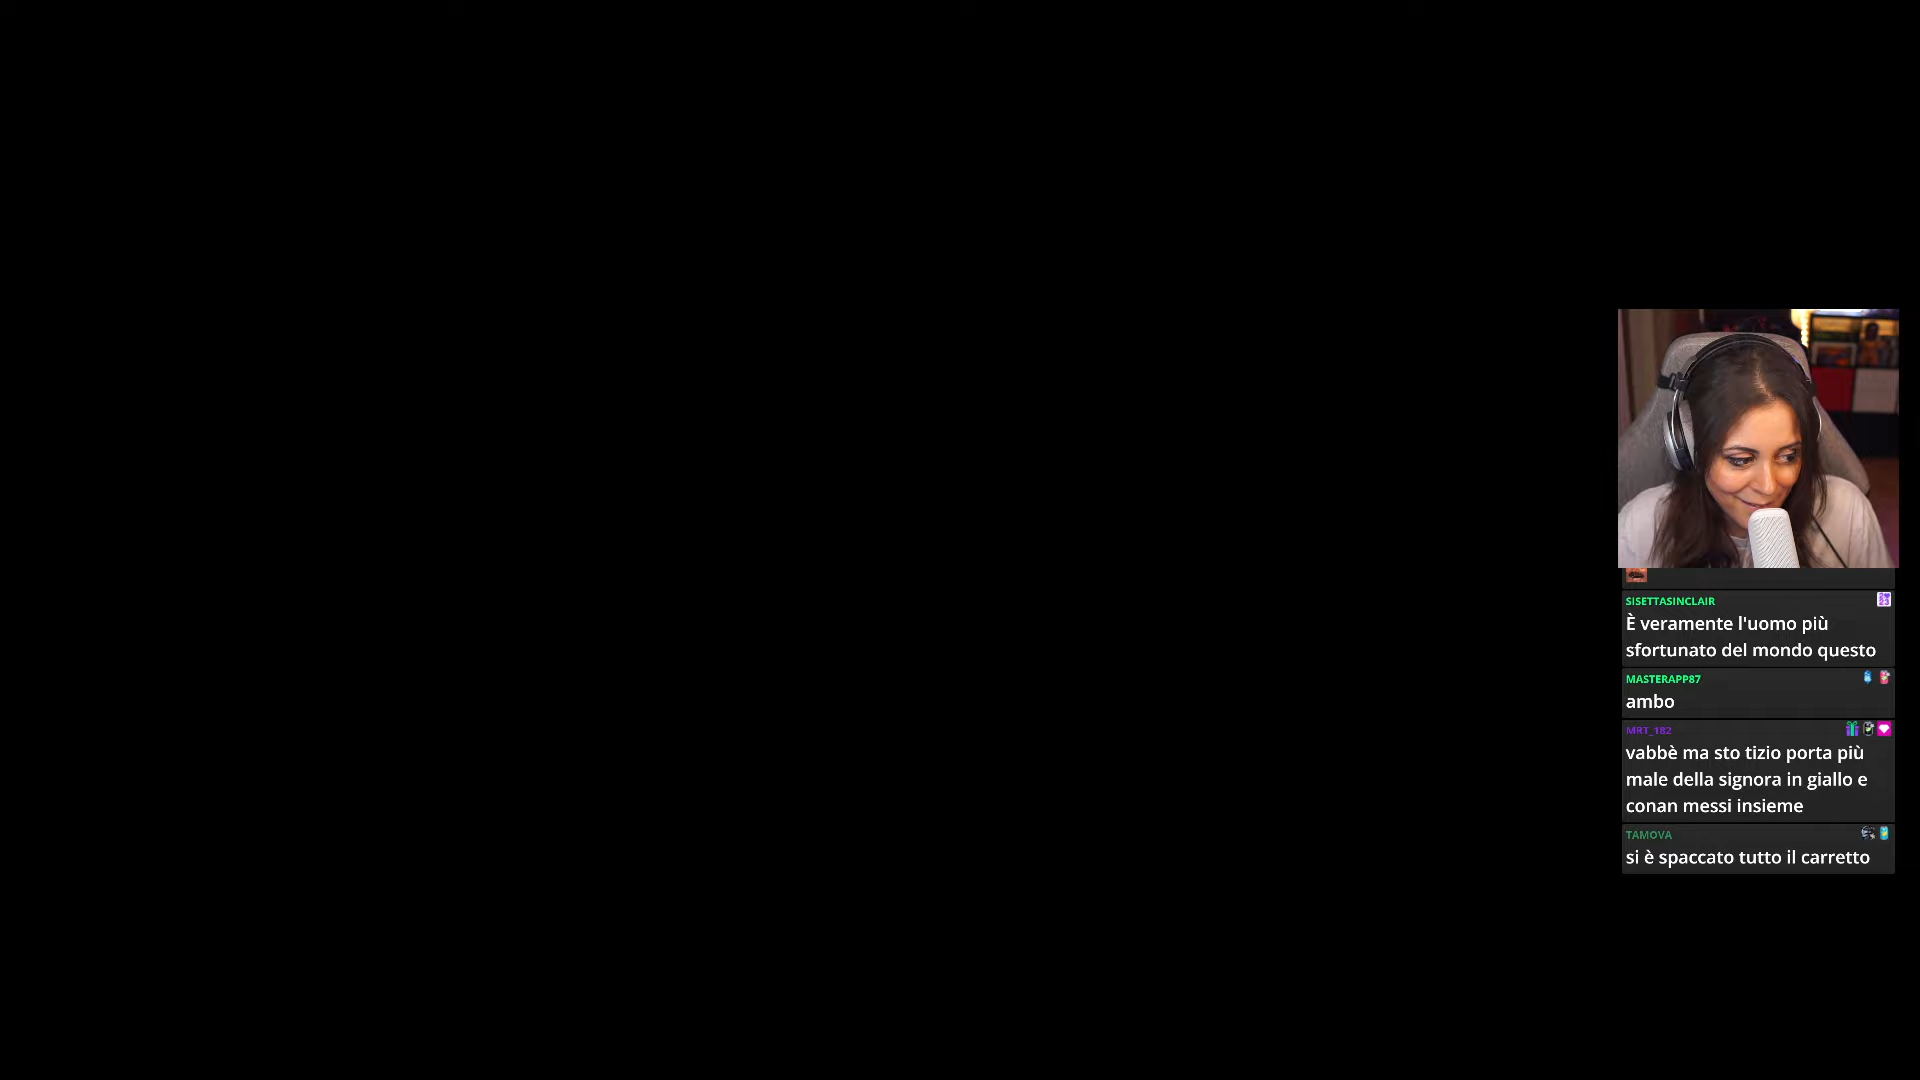 SISETTASINCLAIR
È veramente l'uomo più
sfortunato del mondo questo
MASTERAPP87
ambo
MRT_182
vabbè ma sto tizio porta più
male della signora in giallo e
conan messi insieme
TAMOVA
si è spaccato tutto il carretto